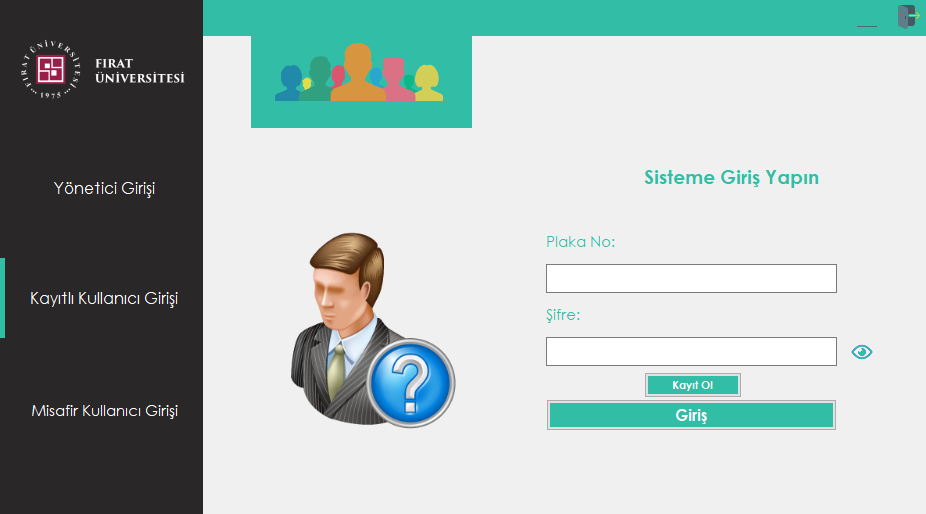 FIRAT ÜNİVERSİTESİ
1975
FIRAT
ÜNİVERSİTESİ
Yönetici Girişi
Kayıtlı Kullanıcı Girişi
Misafir Kullanıcı Girişi
Sisteme Giriş Yapın
Plaka No:
Şifre:
Kayıt Ol
Giriş